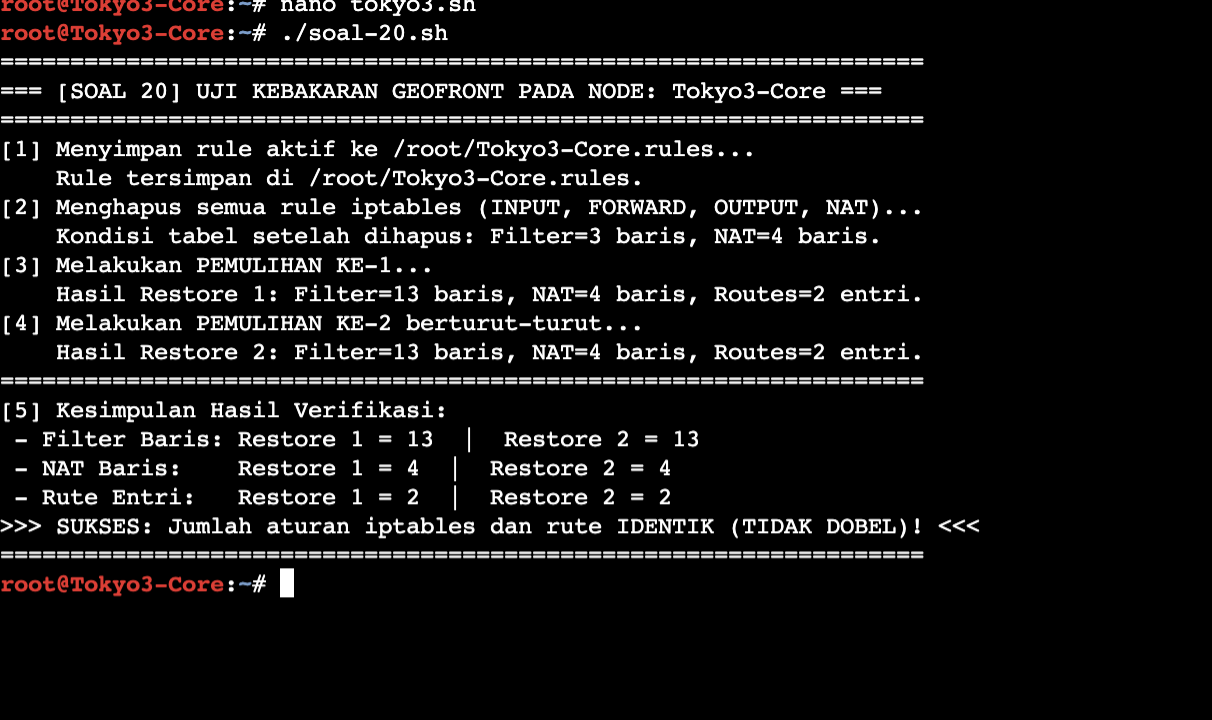 root@Tokyo3-Core:~# nano tokyo3.sh
root@Tokyo3-Core:~# ./soal-20.sh
==================================================================
=== [SOAL 20] UJI KEBAKARAN GEOFRONT PADA NODE: Tokyo3-Core ===
==================================================================
[1] Menyimpan rule aktif ke /root/Tokyo3-Core.rules...
    Rule tersimpan di /root/Tokyo3-Core.rules.
[2] Menghapus semua rule iptables (INPUT, FORWARD, OUTPUT, NAT)...
    Kondisi tabel setelah dihapus: Filter=3 baris, NAT=4 baris.
[3] Melakukan PEMULIHAN KE-1...
    Hasil Restore 1: Filter=13 baris, NAT=4 baris, Routes=2 entri.
[4] Melakukan PEMULIHAN KE-2 berturut-turut...
    Hasil Restore 2: Filter=13 baris, NAT=4 baris, Routes=2 entri.
==================================================================
[5] Kesimpulan Hasil Verifikasi:
 - Filter Baris: Restore 1 = 13  |  Restore 2 = 13
 - NAT Baris:    Restore 1 = 4  |  Restore 2 = 4
 - Rute Entri:   Restore 1 = 2  |  Restore 2 = 2
>>> SUKSES: Jumlah aturan iptables dan rute IDENTIK (TIDAK DOBEL)! <<<
==================================================================
root@Tokyo3-Core:~#